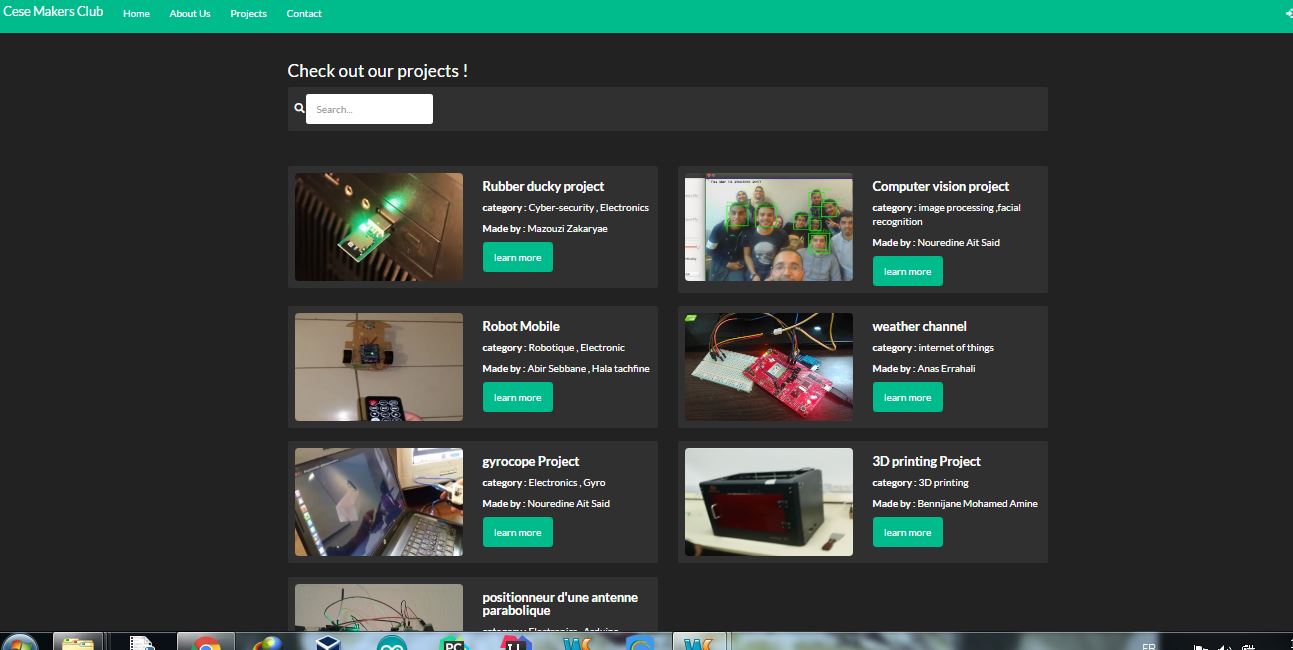 Cese Makers Club Home About Us Projects Contact
Check out our projects !
Search...
Rubber ducky project
category : Cyber-security , Electronics
Made by : Mazouzi Zakaryae
learn more
Computer vision project
category : image processing ,facial
recognition
Made by : Nouredine Ait Said
learn more
Robot Mobile
category : Robotique , Electronic
Made by : Abir Sebbane , Hala tachfine
learn more
weather channel
category : internet of things
Made by : Anas Errahali
learn more
gyrocope Project
category : Electronics , Gyro
Made by : Nouredine Ait Said
learn more
3D printing Project
category : 3D printing
Made by : Bennijane Mohamed Amine
learn more
positionneur d'une antenne
parabolique
category : Electronics , Arduino
PC
FR